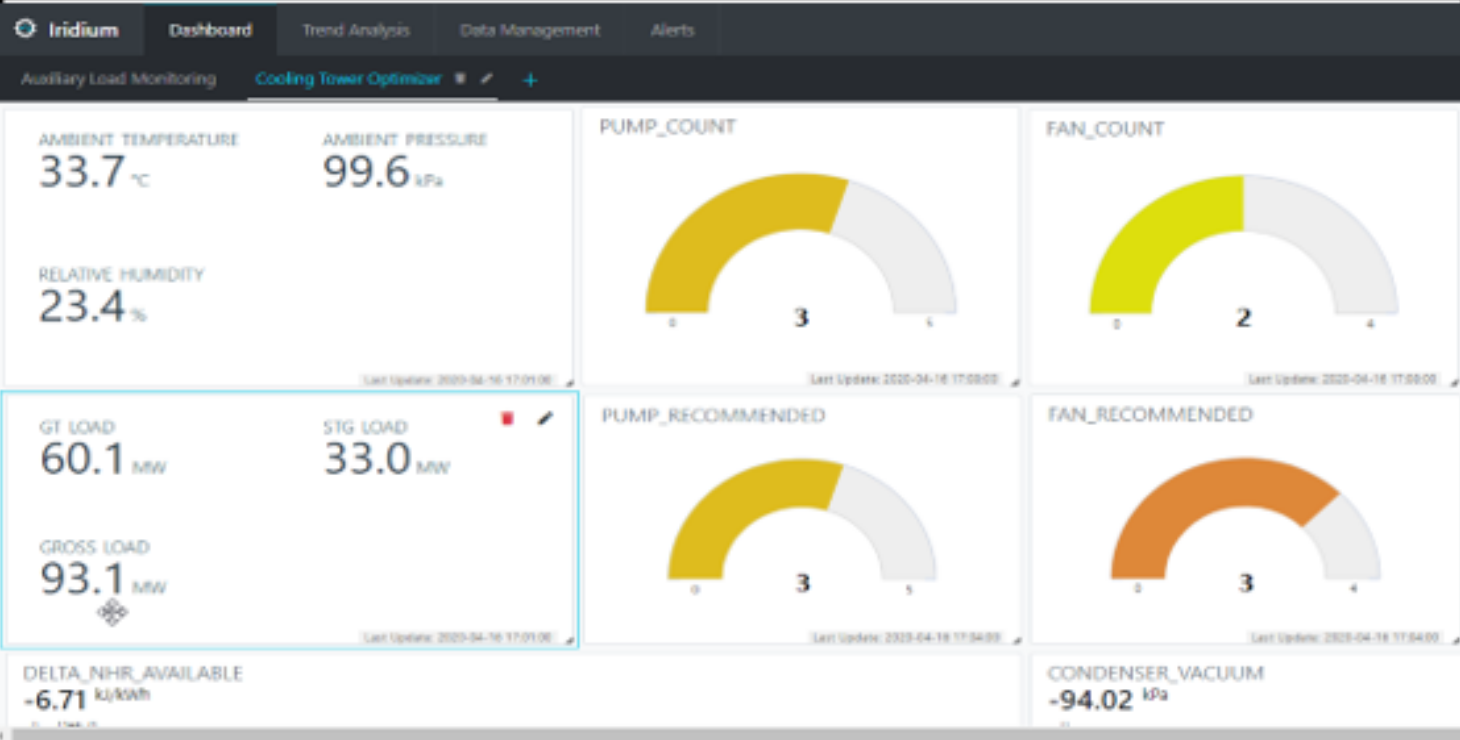 Iridium Dashboard Trend Analysis Data Management Alerts
Auxiliary Load Monitoring Cooling Tower Optimizer +
AMBIENT TEMPERATURE
33.7 °C
AMBIENT PRESSURE
99.6 kPa
RELATIVE HUMIDITY
23.4 %
Last Update: 2020-04-16 17:01:00
PUMP_COUNT
3
0
Last Update: 2020-04-16 17:00:00
FAN_COUNT
2
0 4
Last Update: 2020-04-16 17:00:00
GT LOAD
60.1 MW
STG LOAD
33.0 MW
GROSS LOAD
93.1 MW
Last Update: 2020-04-16 17:01:00
PUMP_RECOMMENDED
3
0 5
Last Update: 2020-04-16 17:04:00
FAN_RECOMMENDED
3
0 4
Last Update: 2020-04-16 17:04:00
DELTA_NHR_AVAILABLE
-6.71 kJ/kWh
CONDENSER_VACUUM
-94.02 kPa